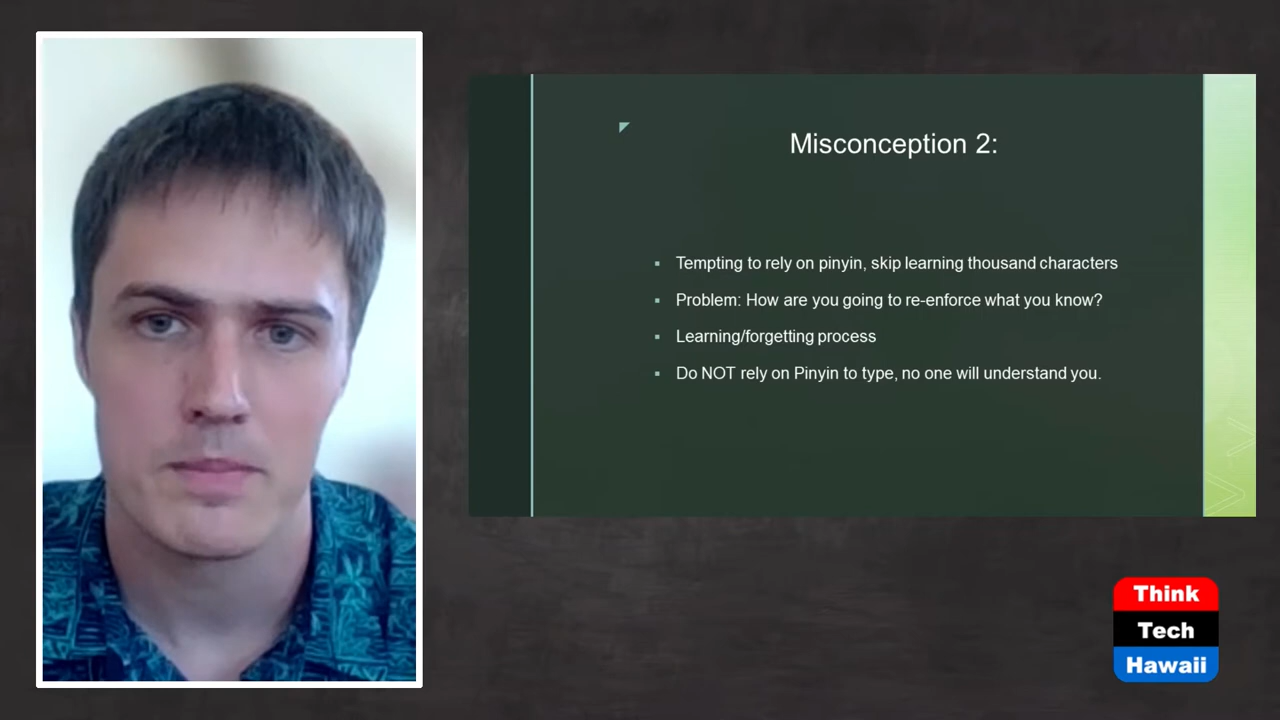 Misconception 2:
Tempting to rely on pinyin, skip learning thousand characters
Problem: How are you going to re-enforce what you know?
Learning/forgetting process
Do NOT rely on Pinyin to type, no one will understand you.
Think
Tech
Hawaii